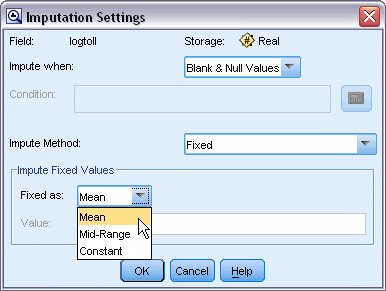 Imputation Settings
Field: logtoll Storage: # Real
Impute when: Blank & Null Values
Condition:
Impute Method: Fixed
Impute Fixed Values
Fixed as: Mean
Value:
Mean
Mid-Range
Constant
OK Cancel Help